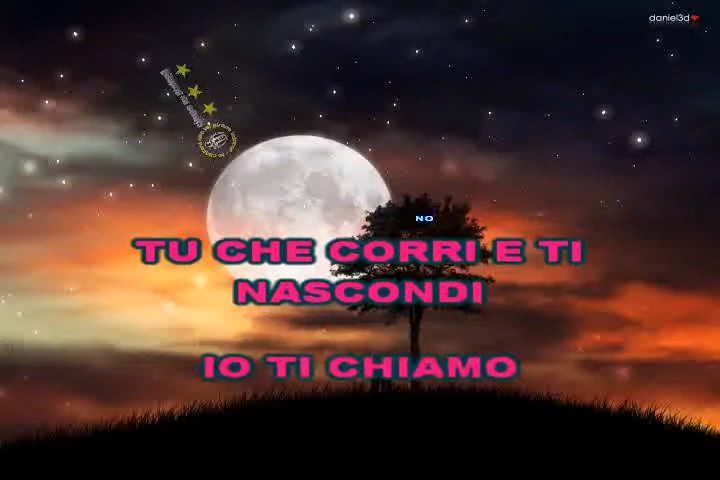 daniel3d
NO
TU CHE CORRI E TI
NASCONDI
IO TI CHIAMO